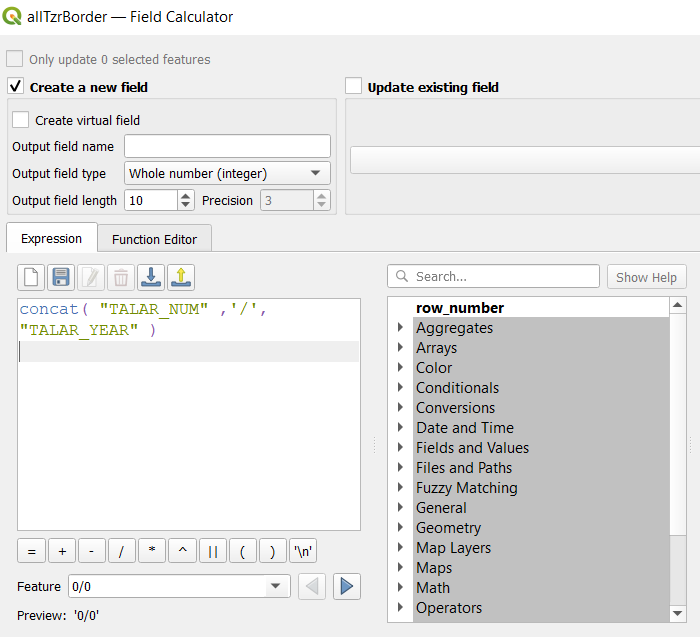 allTzrBorder — Field Calculator
Only update 0 selected features
Create a new field
Update existing field
Create virtual field
Output field name
Output field type Whole number (integer)
Output field length 10 Precision 3
Expression Function Editor
Search... Show Help
concat( "TALAR_NUM" ,'/',
"TALAR_YEAR" )
row_number
Aggregates
Arrays
Color
Conditionals
Conversions
Date and Time
Fields and Values
Files and Paths
Fuzzy Matching
General
Geometry
Map Layers
Maps
Math
Operators
= + - / * ^ || ( ) '\n'
Feature 0/0
Preview: '0/0'